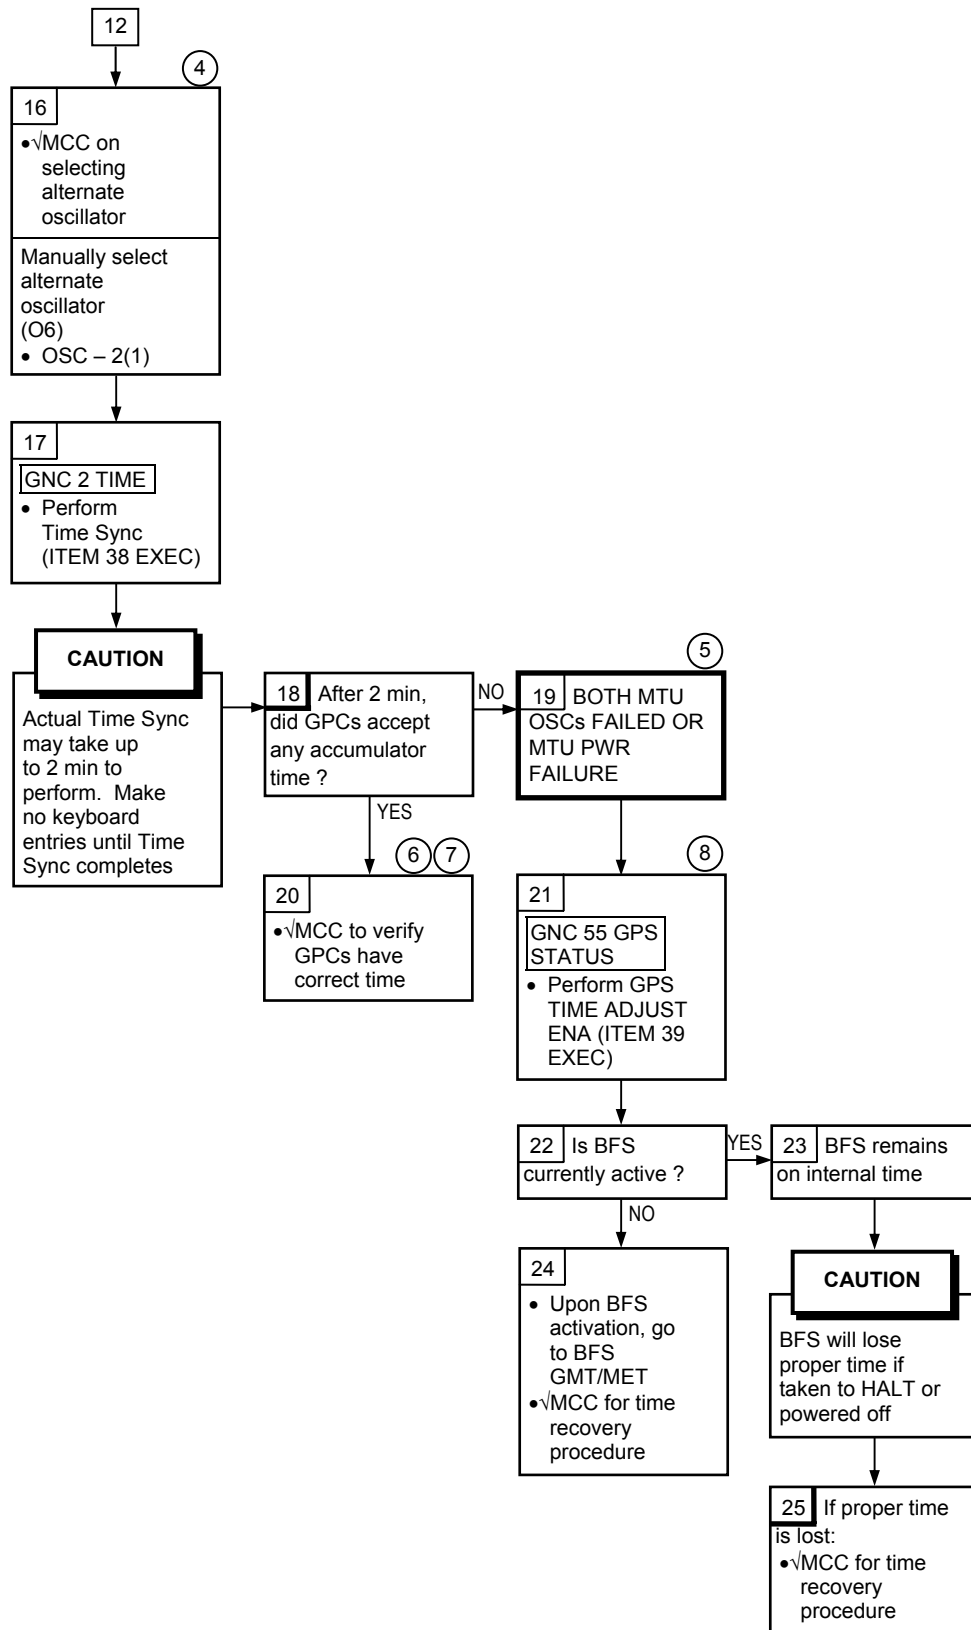 12
4
16
•√MCC on
selecting
alternate
oscillator
Manually select
alternate
oscillator
(O6)
• OSC – 2(1)
17
GNC 2 TIME
• Perform
Time Sync
(ITEM 38 EXEC)
CAUTION
Actual Time Sync
may take up
to 2 min to
perform. Make
no keyboard
entries until Time
Sync completes
18 After 2 min,
did GPCs accept
any accumulator
time ?
NO
YES
5
19 BOTH MTU
OSCs FAILED OR
MTU PWR
FAILURE
6 7
20
•√MCC to verify
GPCs have
correct time
8
21
GNC 55 GPS
STATUS
• Perform GPS
TIME ADJUST
ENA (ITEM 39
EXEC)
22 Is BFS
currently active ?
YES
NO
23 BFS remains
on internal time
24
• Upon BFS
activation, go
to BFS
GMT/MET
•√MCC for time
recovery
procedure
CAUTION
BFS will lose
proper time if
taken to HALT or
powered off
25 If proper time
is lost:
•√MCC for time
recovery
procedure